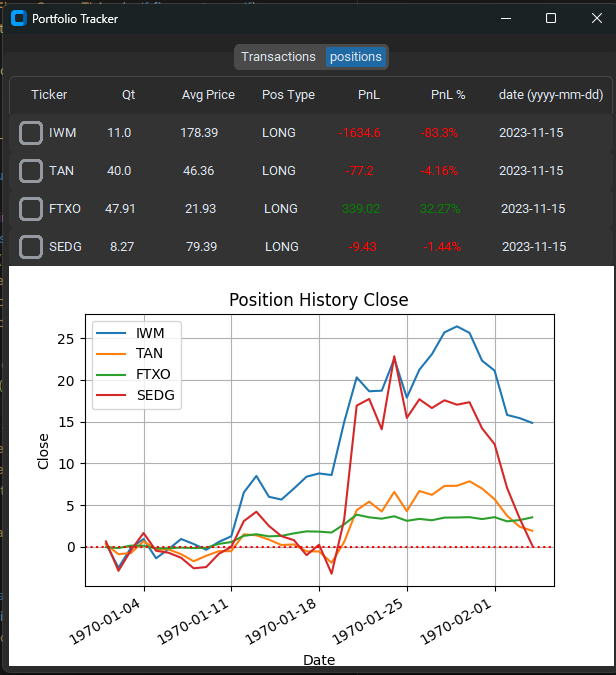 Portfolio Tracker
Transactions positions
Ticker Qt Avg Price Pos Type PnL PnL % date (yyyy-mm-dd)
IWM 11.0 178.39 LONG -1634.6 -83.3% 2023-11-15
TAN 40.0 46.36 LONG -77.2 -4.16% 2023-11-15
FTXO 47.91 21.93 LONG 339.02 32.27% 2023-11-15
SEDG 8.27 79.39 LONG -9.43 -1.44% 2023-11-15
Position History Close
IWM
TAN
FTXO
SEDG
25
20
15
10
5
0
Close
1970-01-04 1970-01-11 1970-01-18 1970-01-25 1970-02-01
Date